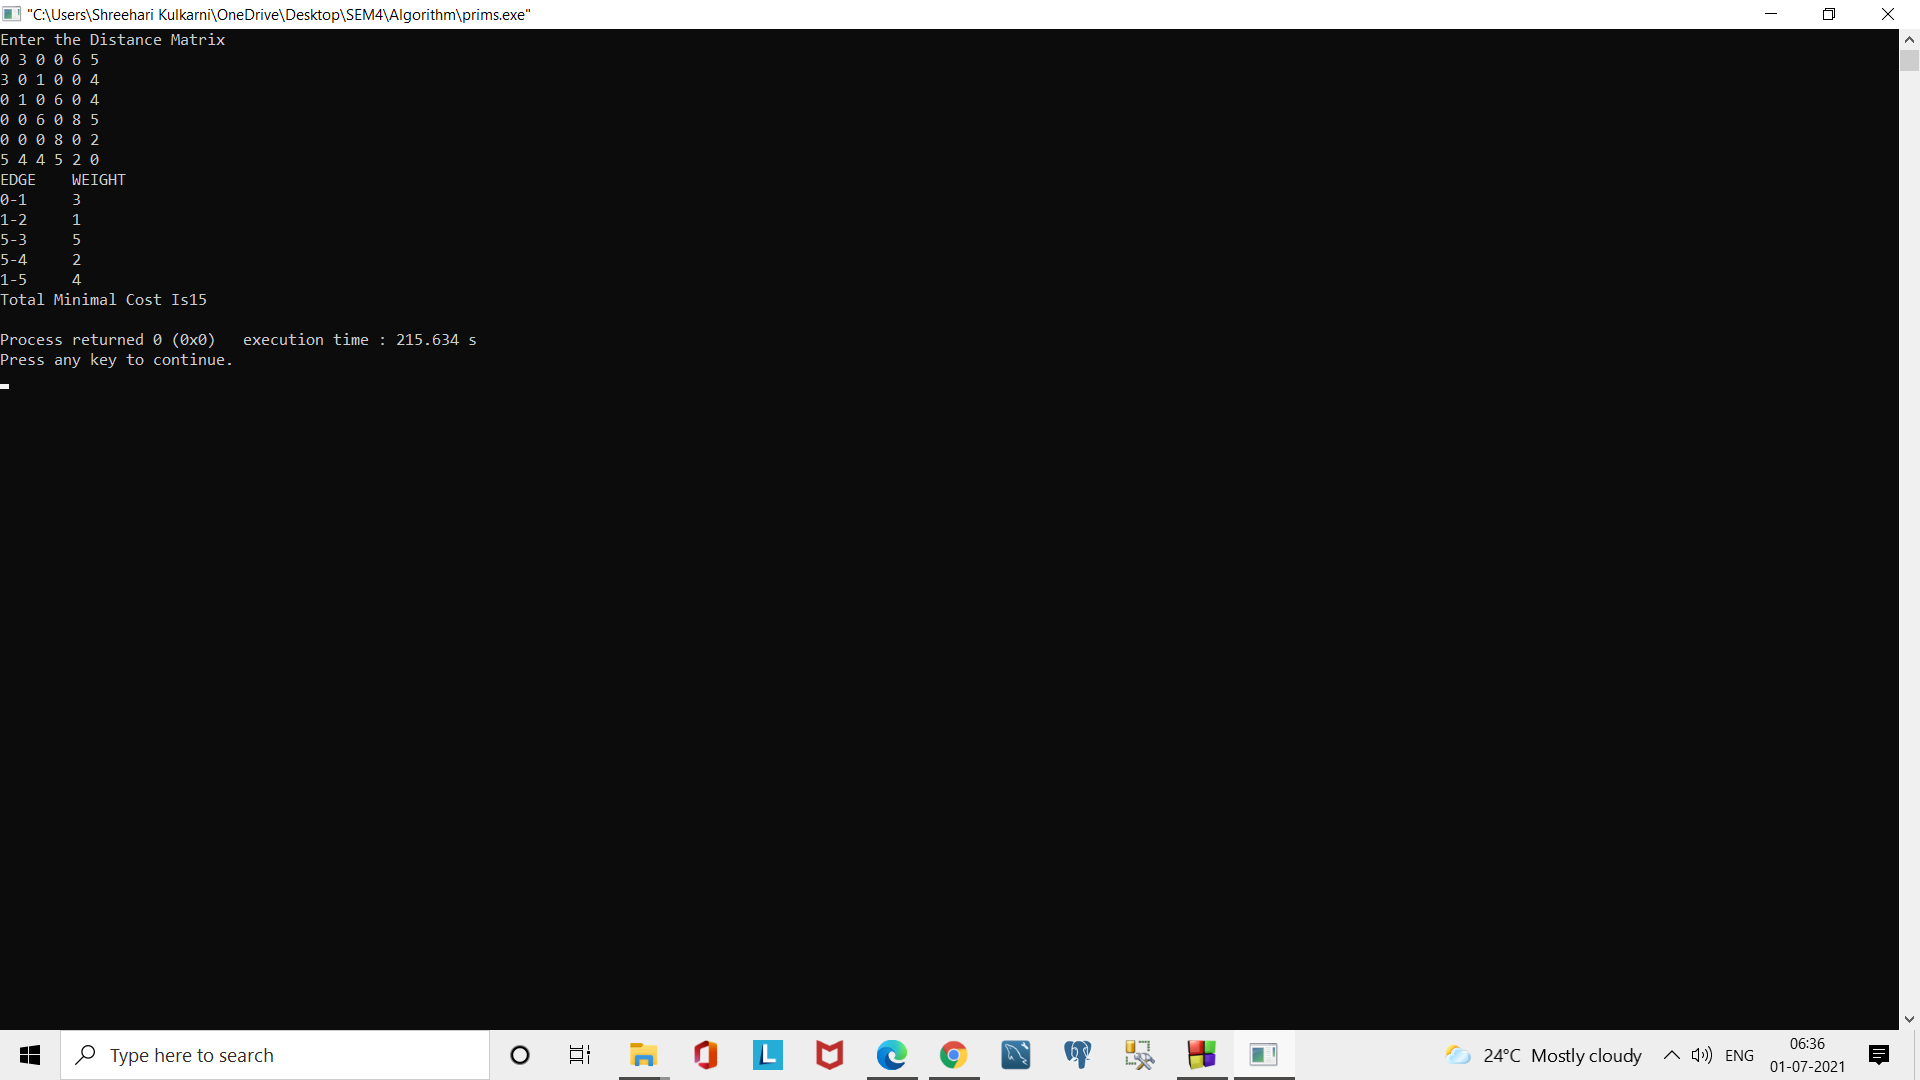 "C:\Users\Shreehari Kulkarni\OneDrive\Desktop\SEM4\Algorithm\prims.exe"
Enter the Distance Matrix
0 3 0 0 6 5
3 0 1 0 0 4
0 1 0 6 0 4
0 0 6 0 8 5
0 0 0 8 0 2
5 4 4 5 2 0
EDGE    WEIGHT
0-1     3
1-2     1
5-3     5
5-4     2
1-5     4
Total Minimal Cost Is15
Process returned 0 (0x0)   execution time : 215.634 s
Press any key to continue.
Type here to search
L
24°C Mostly cloudy
ENG
06:36
01-07-2021